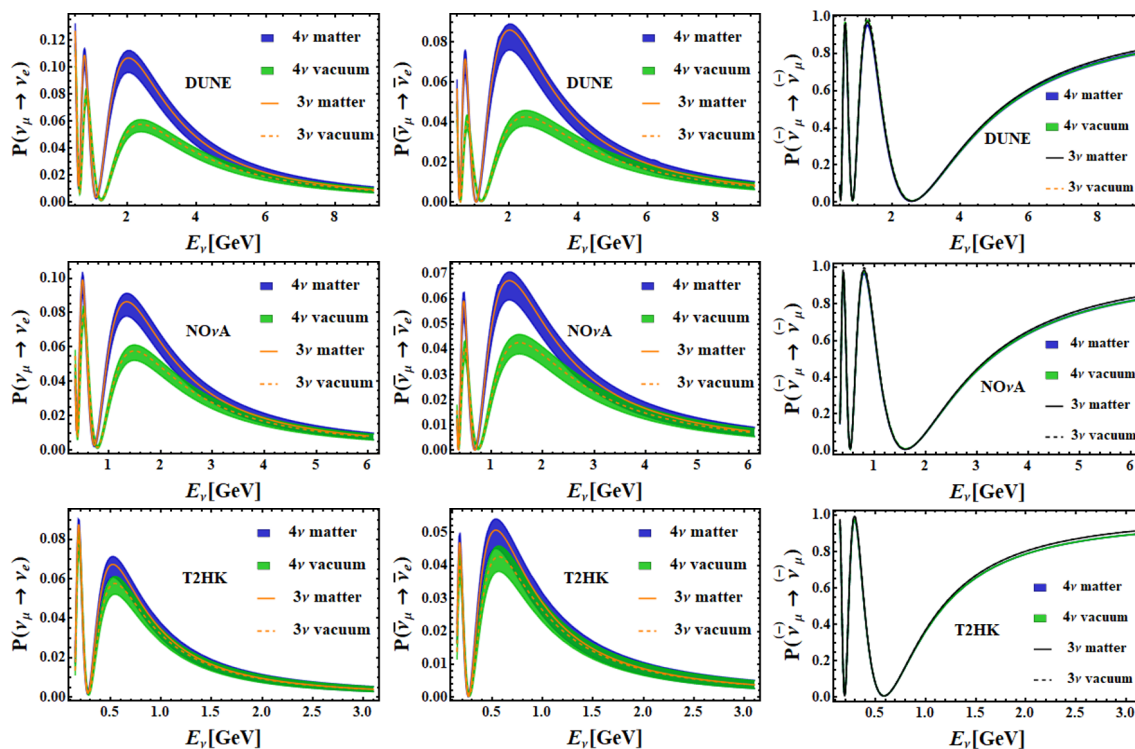 P(νμ → νe)
0.12
0.10
0.08
0.06
0.04
0.02
0.00
2 4 6 8
Eν[GeV]
4ν matter
4ν vacuum
DUNE
3ν matter
3ν vacuum
P(ν̄μ → ν̄e)
0.08
0.06
0.04
0.02
0.00
2 4 6 8
Eν[GeV]
4ν matter
4ν vacuum
DUNE
3ν matter
3ν vacuum
P(ν̄μ(−) → ν̄μ(−))
1.0
0.8
0.6
0.4
0.2
0.0
2 4 6 8
Eν[GeV]
4ν matter
4ν vacuum
DUNE
3ν matter
3ν vacuum
P(νμ → νe)
0.10
0.08
0.06
0.04
0.02
0.00
1 2 3 4 5 6
Eν[GeV]
4ν matter
4ν vacuum
NOνA
3ν matter
3ν vacuum
P(ν̄μ → ν̄e)
0.07
0.06
0.05
0.04
0.03
0.02
0.01
0.00
1 2 3 4 5 6
Eν[GeV]
4ν matter
4ν vacuum
NOνA
3ν matter
3ν vacuum
P(ν̄μ(−) → ν̄μ(−))
1.0
0.8
0.6
0.4
0.2
0.0
1 2 3 4 5 6
Eν[GeV]
4ν matter
4ν vacuum
NOνA
3ν matter
3ν vacuum
P(νμ → νe)
0.08
0.06
0.04
0.02
0.00
0.5 1.0 1.5 2.0 2.5 3.0
Eν[GeV]
4ν matter
4ν vacuum
T2HK
3ν matter
3ν vacuum
P(ν̄μ → ν̄e)
0.05
0.04
0.03
0.02
0.01
0.00
0.5 1.0 1.5 2.0 2.5 3.0
Eν[GeV]
4ν matter
4ν vacuum
T2HK
3ν matter
3ν vacuum
P(ν̄μ(−) → ν̄μ(−))
1.0
0.8
0.6
0.4
0.2
0.0
0.5 1.0 1.5 2.0 2.5 3.0
Eν[GeV]
4ν matter
4ν vacuum
T2HK
3ν matter
3ν vacuum